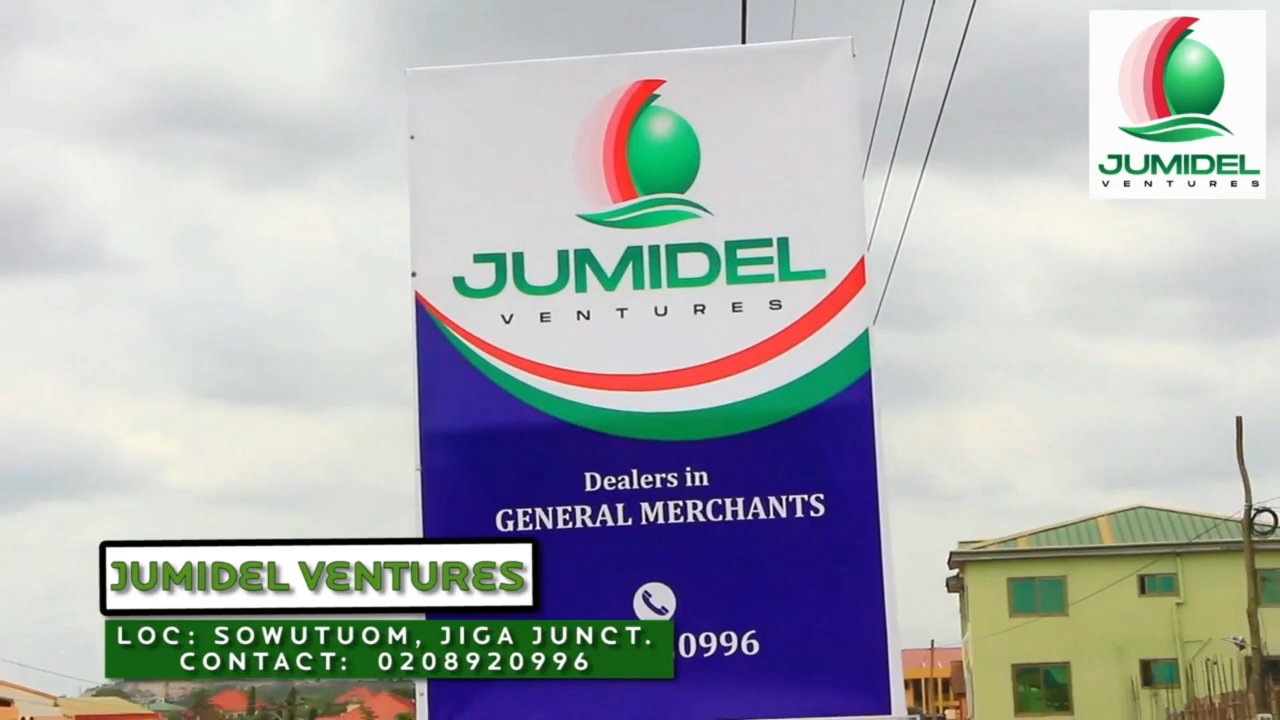 JUMIDEL
VENTURES
JUMIDEL
VENTURES
Dealers in
GENERAL MERCHANTS
0996
JUMIDEL VENTURES
LOC: SOWUTUOM, JIGA JUNCT.
CONTACT: 0208920996